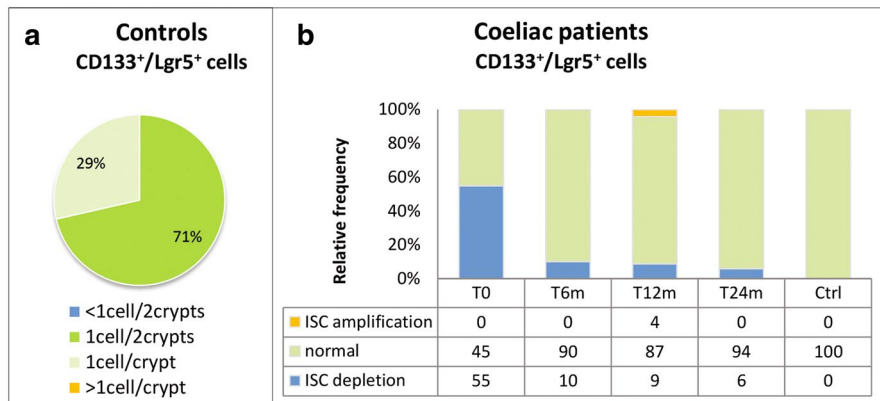 a
Controls
CD133+/Lgr5+ cells
29%
71%
<1cell/2crypts
1cell/2crypts
1cell/crypt
>1cell/crypt
b
Coeliac patients
CD133+/Lgr5+ cells
Relative frequency
100%
80%
60%
40%
20%
0%
T0 T6m T12m T24m Ctrl
ISC amplification 0 0 4 0 0
normal 45 90 87 94 100
ISC depletion 55 10 9 6 0